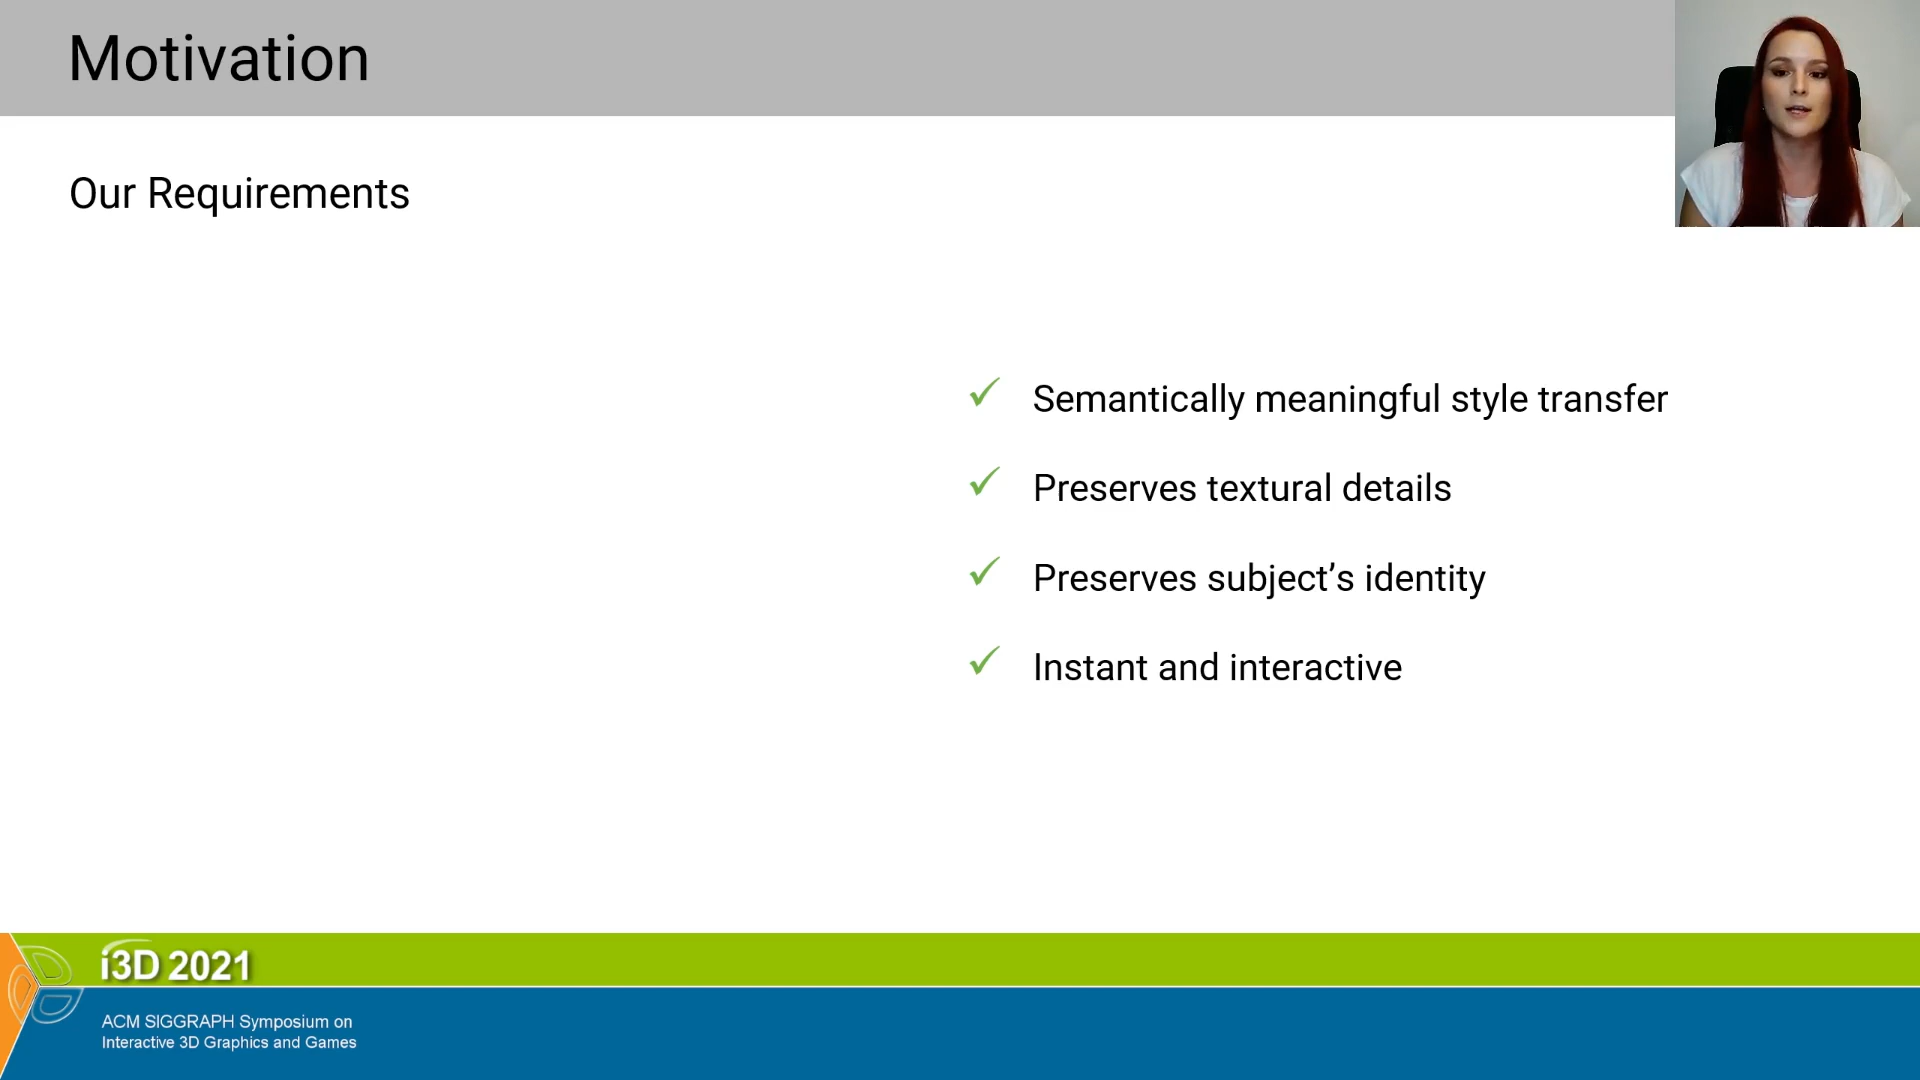 Motivation
Our Requirements
Semantically meaningful style transfer
Preserves textural details
Preserves subject’s identity
Instant and interactive
i3D 2021
ACM SIGGRAPH Symposium on
Interactive 3D Graphics and Games